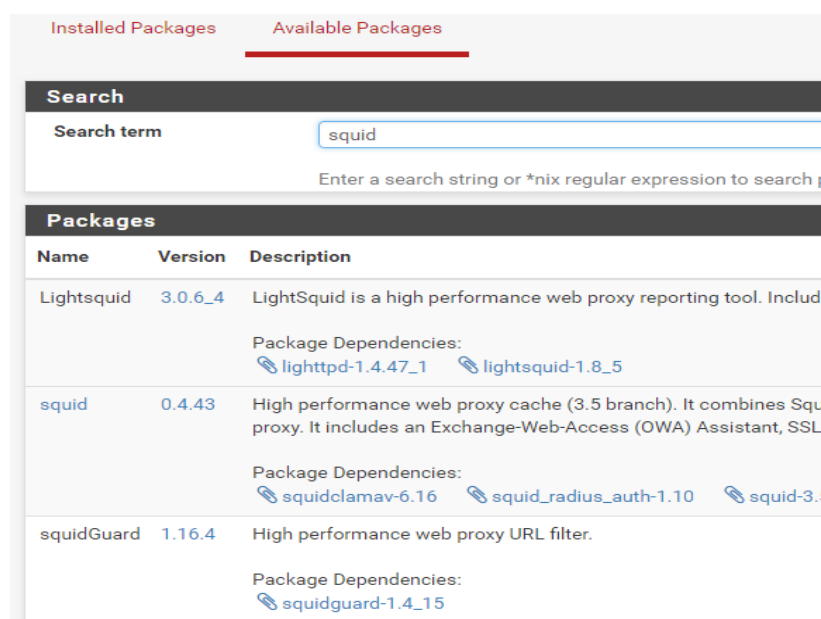 Installed Packages Available Packages
Search
Search term squid
Enter a search string or *nix regular expression to search
Packages
Name Version Description
Lightsquid 3.0.6_4 LightSquid is a high performance web proxy reporting tool. Includ
Package Dependencies:
lighttpd-1.4.47_1 lightsquid-1.8_5
squid 0.4.43 High performance web proxy cache (3.5 branch). It combines Squ
proxy. It includes an Exchange-Web-Access (OWA) Assistant, SSL
Package Dependencies:
squidclamav-6.16 squid_radius_auth-1.10 squid-3.
squidGuard 1.16.4 High performance web proxy URL filter.
Package Dependencies:
squidguard-1.4_15